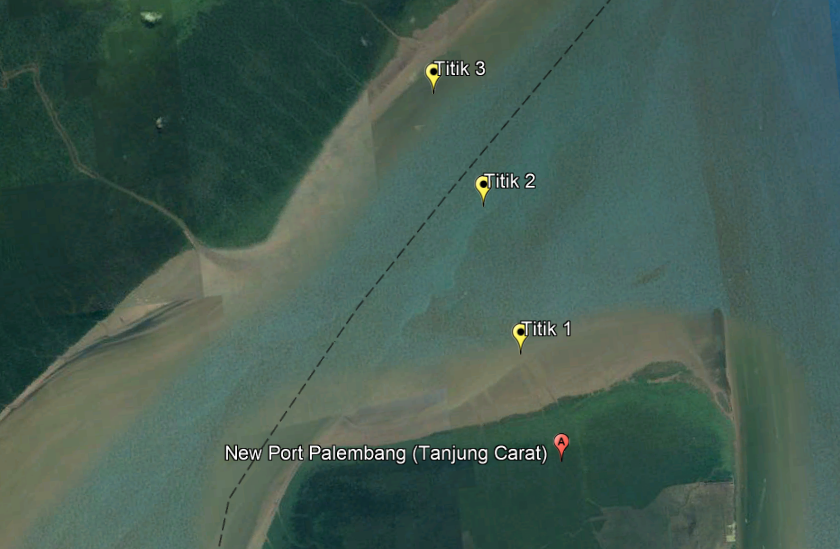 Titik 3
Titik 2
Titik 1
New Port Palembang (Tanjung Carat)
A